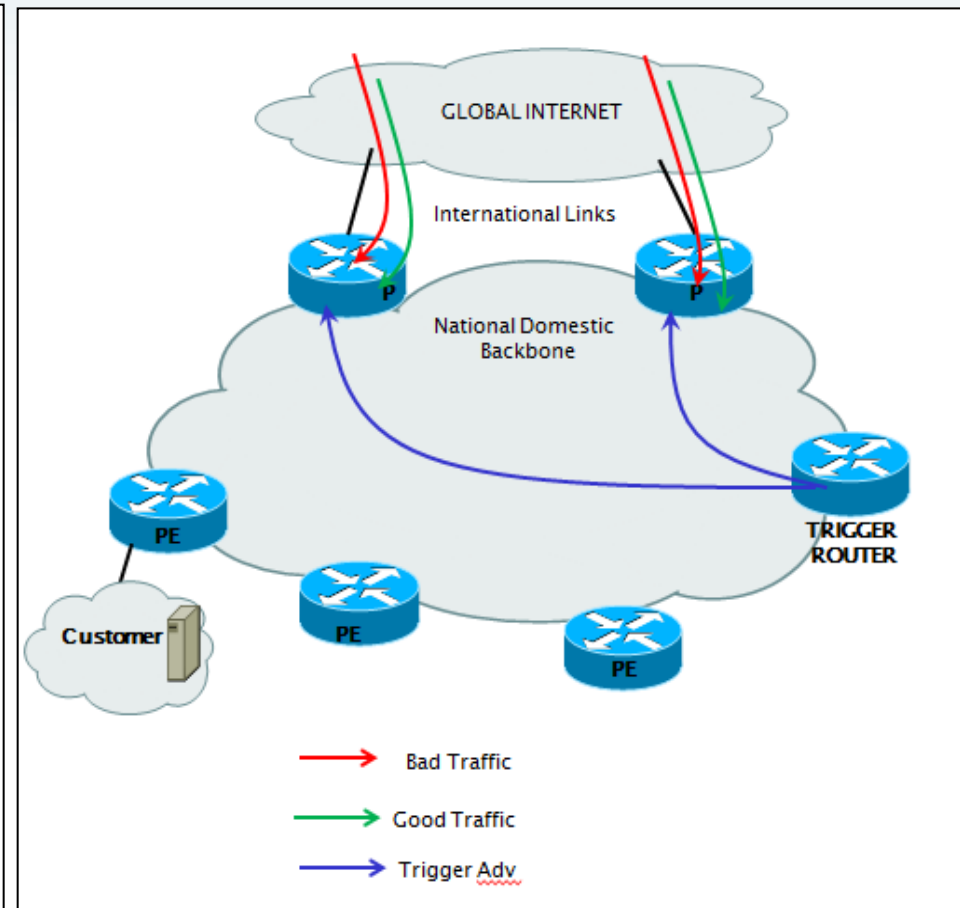 GLOBAL INTERNET
International Links
P
P
National Domestic
Backbone
TRIGGER
ROUTER
PE
Customer
PE
PE
Bad Traffic
Good Traffic
Trigger Adv